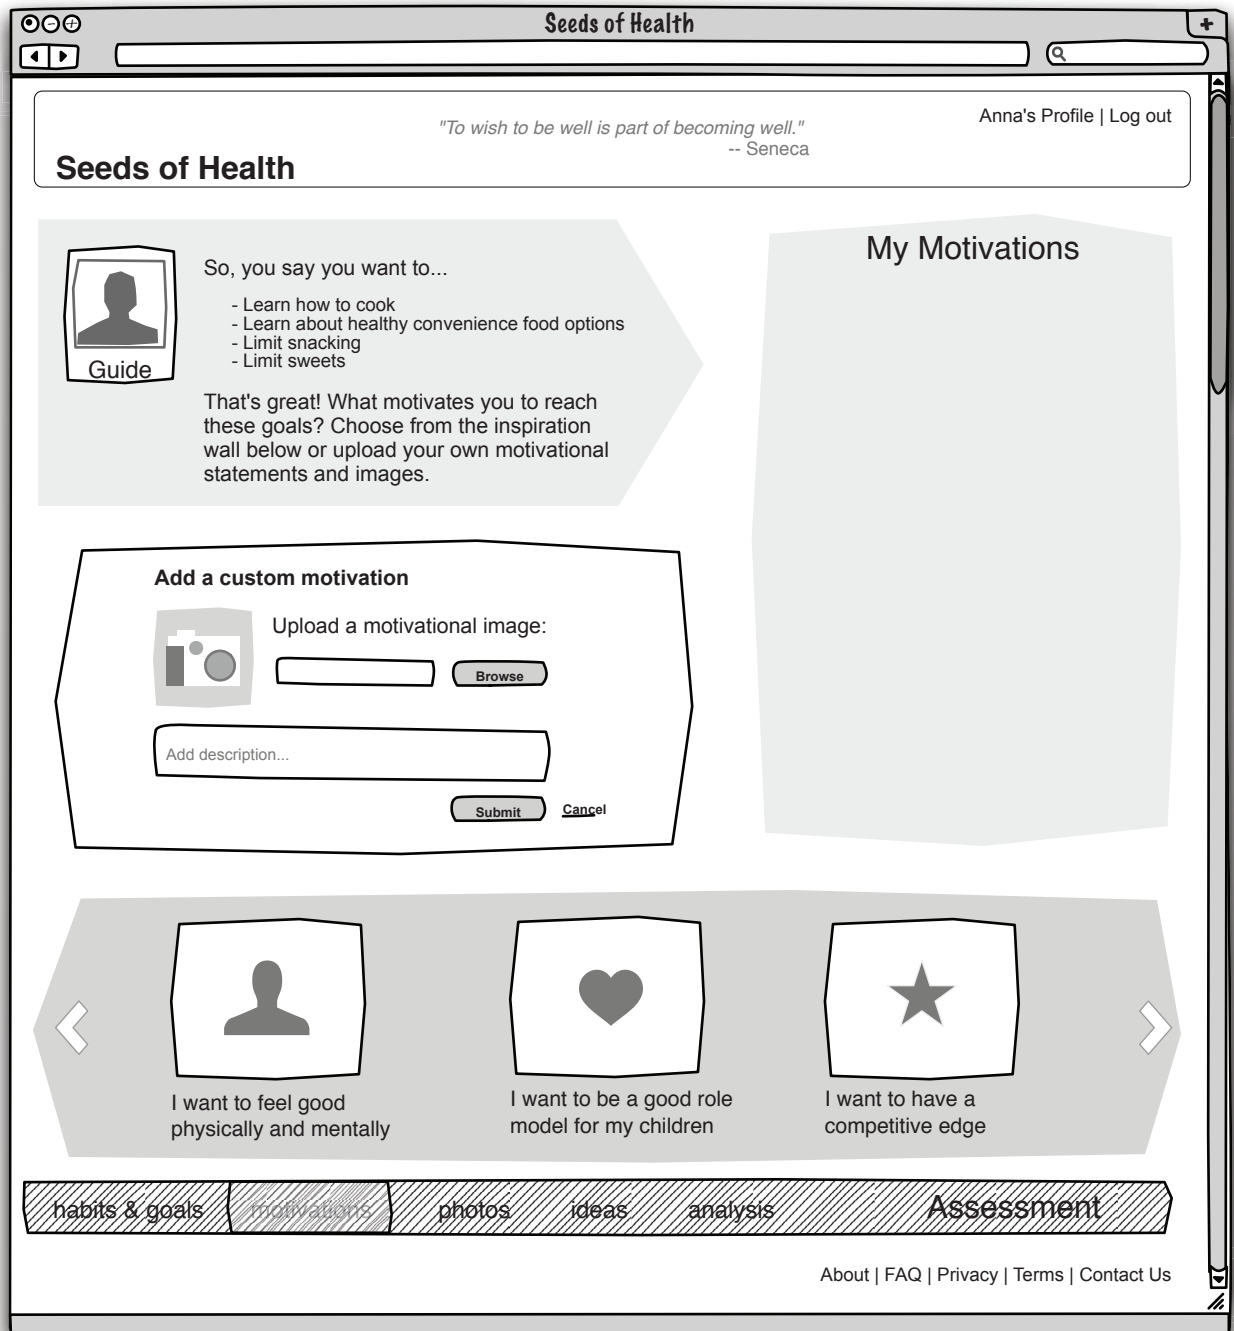 Seeds of Health
Anna's Profile | Log out
"To wish to be well is part of becoming well."
-- Seneca
Seeds of Health
So, you say you want to...
- Learn how to cook
- Learn about healthy convenience food options
- Limit snacking
- Limit sweets
Guide
That's great! What motivates you to reach
these goals? Choose from the inspiration
wall below or upload your own motivational
statements and images.
My Motivations
Add a custom motivation
Upload a motivational image:
Browse
Add description...
Submit
Cancel
I want to feel good
physically and mentally
I want to be a good role
model for my children
I want to have a
competitive edge
habits & goals motivations photos ideas analysis Assessment
About | FAQ | Privacy | Terms | Contact Us